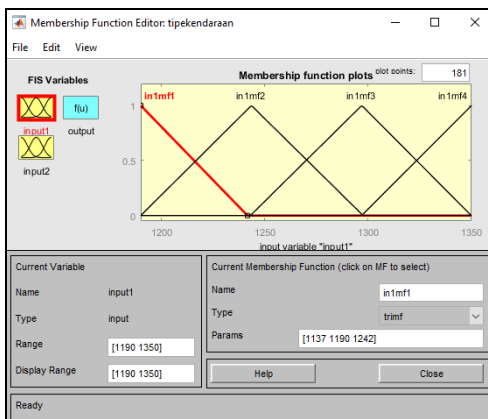 Membership Function Editor: tipekendaraan
File Edit View
FIS Variables
f(u)
input1 output
input2
Membership function plots plot points: 181
in1mf1 in1mf2 in1mf3 in1mf4
1
0.5
0
1200 1250 1300 1350
input variable "input1"
Current Variable
Name input1
Type input
Range [1190 1350]
Display Range [1190 1350]
Current Membership Function (click on MF to select)
Name in1mf1
Type trimf
Params [1137 1190 1242]
Help Close
Ready